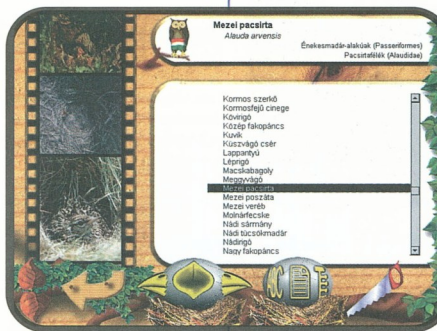 Mezei pacsirta
Alauda arvensis
Énekesmadár-alakúak (Passeriformes)
Pacsirtafélék (Alaudidae)
Kormos szerkő
Kormosfejű cinege
Kövirigó
Közép fakopáncs
Kuvik
Küszvágó csér
Lappantyú
Léprigó
Macskabagoly
Meggyvágó
Mezei pacsirta
Mezei poszáta
Mezei veréb
Molnárfecske
Nádi sármány
Nádi tücsökmadár
Nádirigó
Nagy fakopáncs